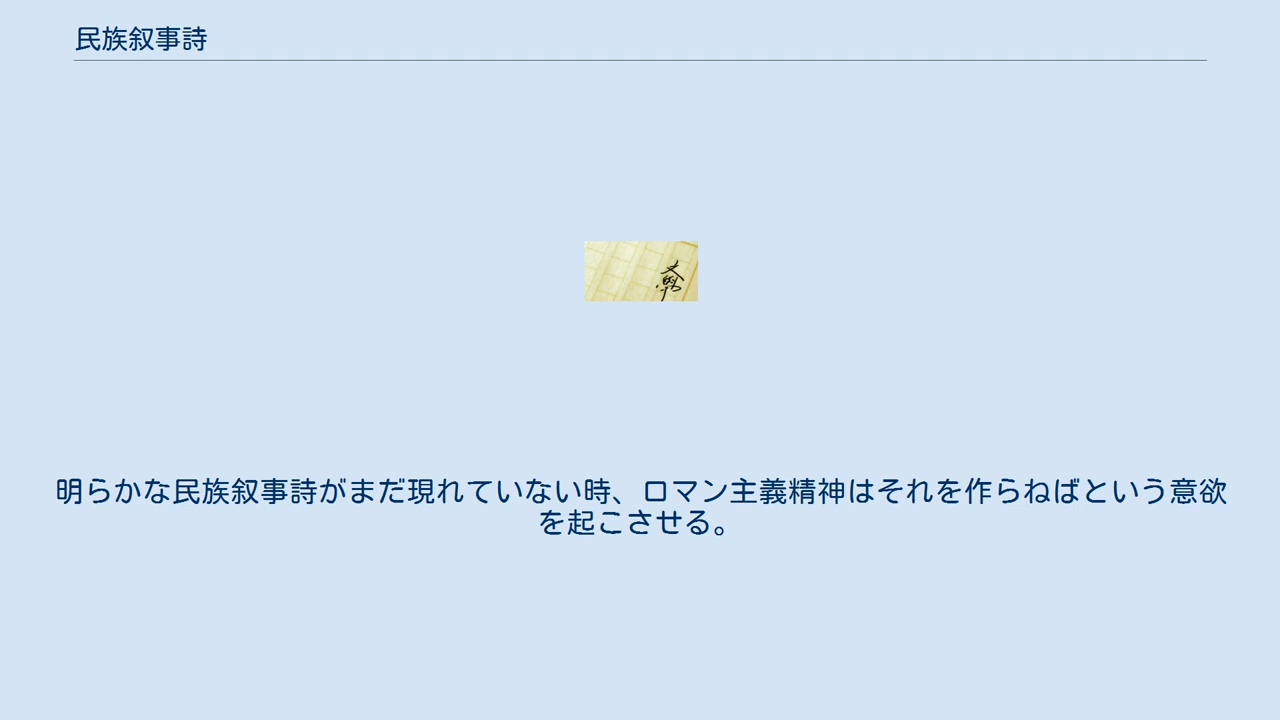 民族叙事詩
明らかな民族叙事詩がまだ現れていない時、ロマン主義精神はそれを作らねばという意欲
を起こさせる。